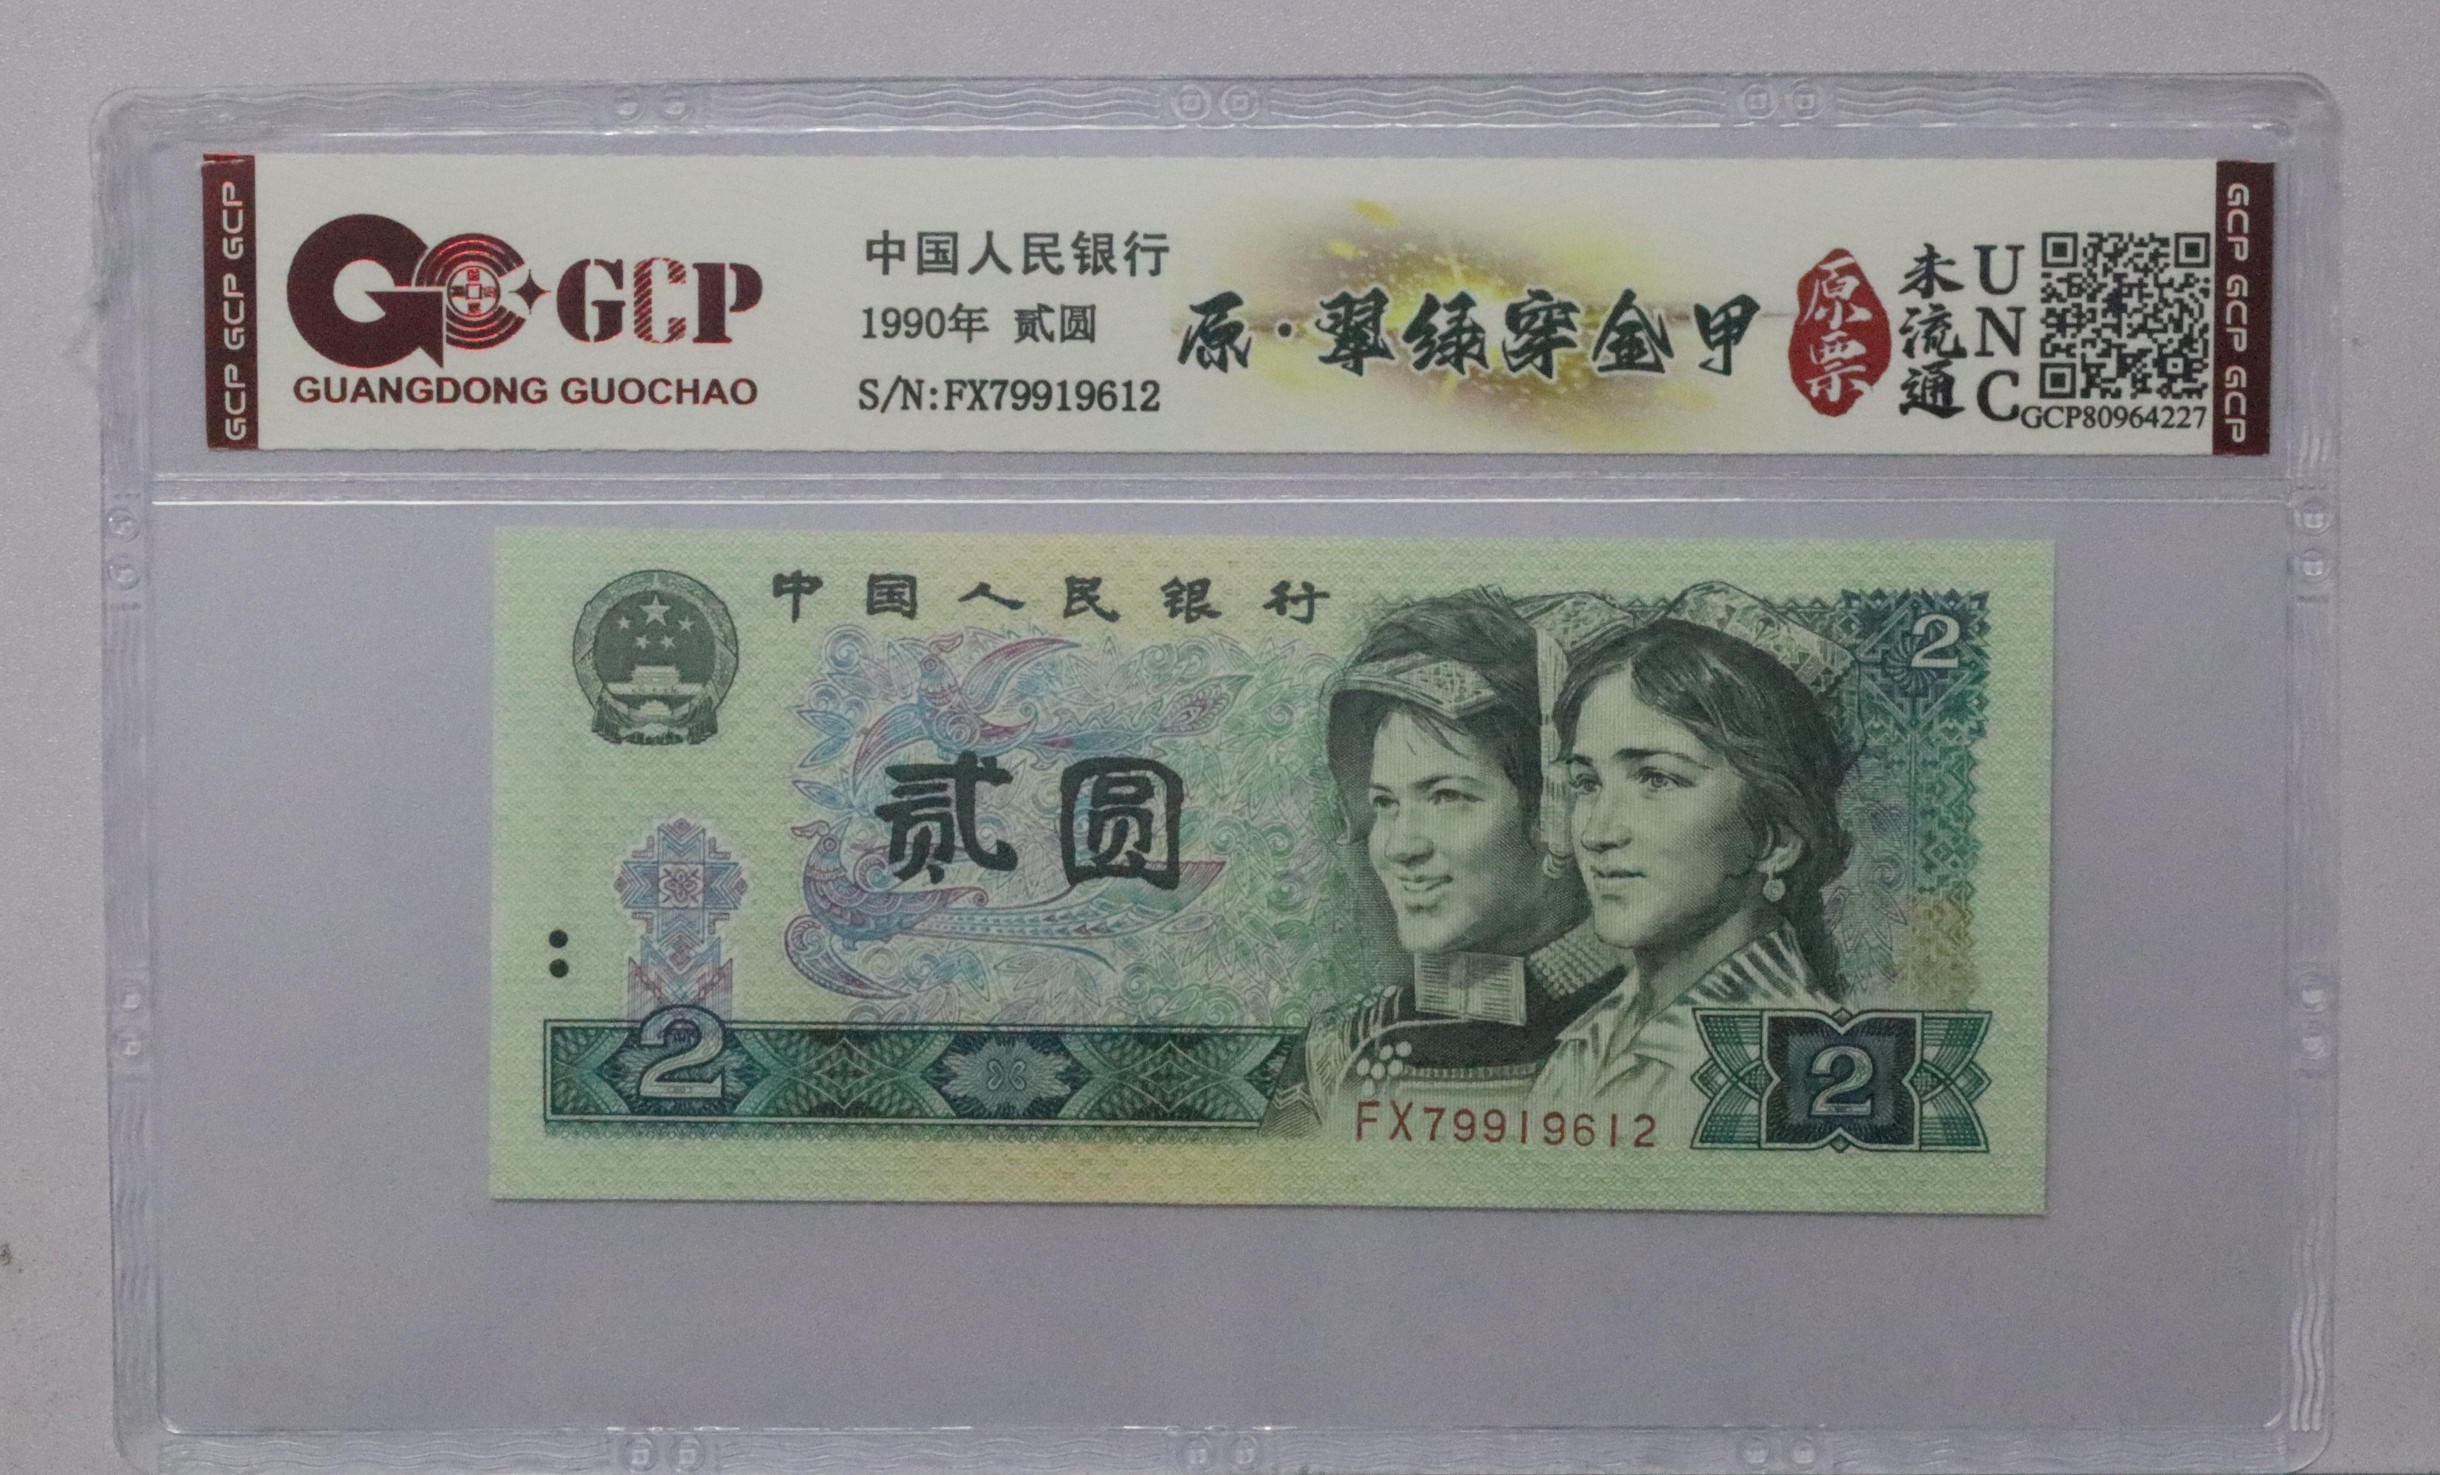 GCP GCP GCP
GC GCP
GUANGDONG GUOCHAO
中国人民银行
1990年 贰圆
S/N:FX79919612
原·翠绿穿金甲
原票
未流通
UNC
GCP80964227
GCP GCP GCP
中国人民银行
2
贰圆
2
2
FX79919612